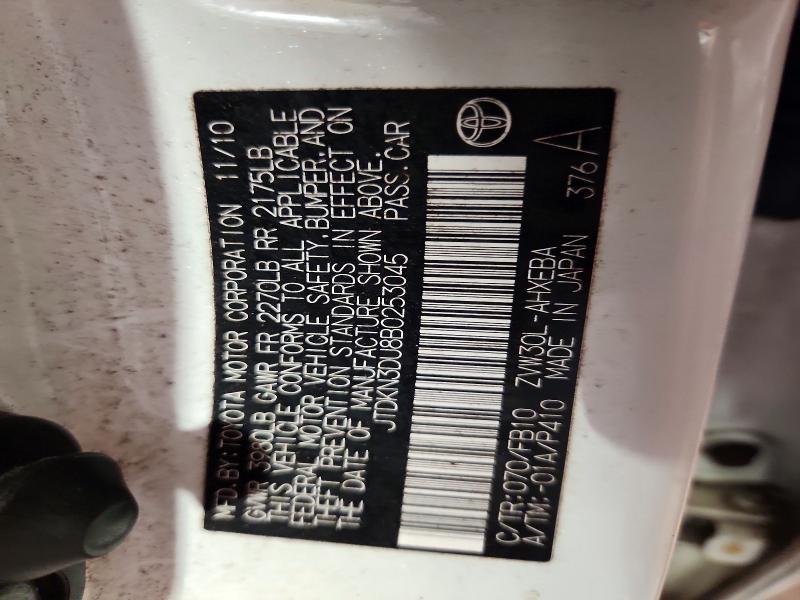 MFD BY: TOYOTA MOTOR CORPORATION 11/10
GVWR 3980LB GAWR FR 2270LB RR 2175LB
THIS VEHICLE CONFORMS TO ALL APPLICABLE
FEDERAL MOTOR VEHICLE SAFETY, BUMPER, AND
THEFT PREVENTION STANDARDS IN EFFECT ON
THE DATE OF MANUFACTURE SHOWN ABOVE.
JTDKN3DU8B0253045 PASS. CAR
C/TR: 070/FB10 ZVW30L-AHXEBA
A/TM: -01A/P410 MADE IN JAPAN 376 A